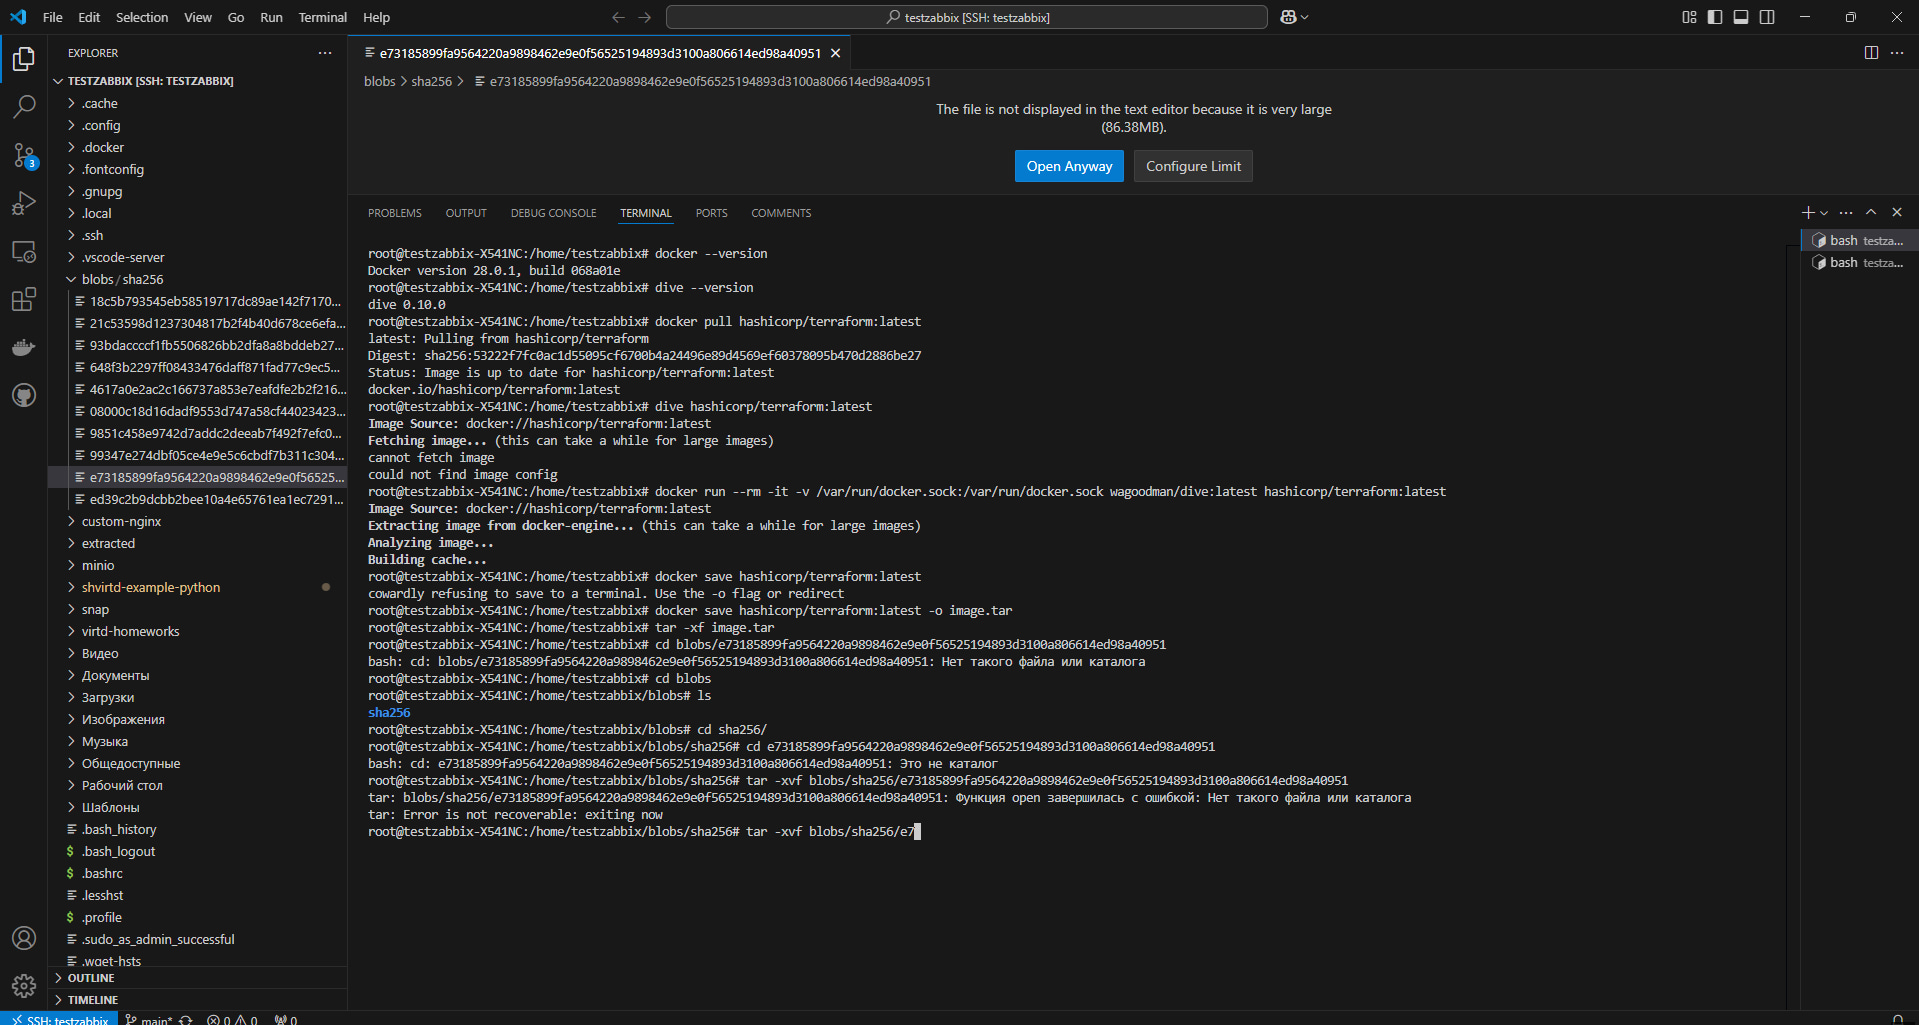 File Edit Selection View Go Run Terminal Help
testzabbix [SSH: testzabbix]
EXPLORER
TESTZABBIX [SSH: TESTZABBIX]
.cache
.config
.docker
.fontconfig
.gnupg
.local
.ssh
.vscode-server
blobs / sha256
18c5b793545eb58519717dc89ae142f7170...
21c53598d1237304817b2f4b40d678ce6efa...
93bdaccccf1fb5506826bb2dfa8a8bddeb27...
648f3b2297ff08433476daff871fad77c9ec5...
4617a0e2ac2c166737a853e7eafdfe2b2f216...
08000c18d16dadf9553d747a58cf44023423...
9851c458e9742d7addc2deeab7f492f7efc0...
99347e274dbf05ce4e9e5c6cbdf7b311c304...
e73185899fa9564220a9898462e9e0f56525...
ed39c2b9dcbb2bee10a4e65761ea1ec7291...
custom-nginx
extracted
minio
shvirtd-example-python
snap
virtd-homeworks
Видео
Документы
Загрузки
Изображения
Музыка
Общедоступные
Рабочий стол
Шаблоны
.bash_history
$ .bash_logout
$ .bashrc
.lesshst
$ .profile
.sudo_as_admin_successful
.wget-hsts
OUTLINE
TIMELINE
3
e73185899fa9564220a9898462e9e0f56525194893d3100a806614ed98a40951
blobs > sha256 > e73185899fa9564220a9898462e9e0f56525194893d3100a806614ed98a40951
The file is not displayed in the text editor because it is very large
(86.38MB).
Open Anyway Configure Limit
PROBLEMS OUTPUT DEBUG CONSOLE TERMINAL PORTS COMMENTS
bash testza...
bash testza...
root@testzabbix-X541NC:/home/testzabbix# docker --version
Docker version 28.0.1, build 068a01e
root@testzabbix-X541NC:/home/testzabbix# dive --version
dive 0.10.0
root@testzabbix-X541NC:/home/testzabbix# docker pull hashicorp/terraform:latest
latest: Pulling from hashicorp/terraform
Digest: sha256:53222f7fc0ac1d55095cf6700b4a24496e89d4569ef60378095b470d2886be27
Status: Image is up to date for hashicorp/terraform:latest
docker.io/hashicorp/terraform:latest
root@testzabbix-X541NC:/home/testzabbix# dive hashicorp/terraform:latest
Image Source: docker://hashicorp/terraform:latest
Fetching image... (this can take a while for large images)
cannot fetch image
could not find image config
root@testzabbix-X541NC:/home/testzabbix# docker run --rm -it -v /var/run/docker.sock:/var/run/docker.sock wagoodman/dive:latest hashicorp/terraform:latest
Image Source: docker://hashicorp/terraform:latest
Extracting image from docker-engine... (this can take a while for large images)
Analyzing image...
Building cache...
root@testzabbix-X541NC:/home/testzabbix# docker save hashicorp/terraform:latest
cowardly refusing to save to a terminal. Use the -o flag or redirect
root@testzabbix-X541NC:/home/testzabbix# docker save hashicorp/terraform:latest -o image.tar
root@testzabbix-X541NC:/home/testzabbix# tar -xf image.tar
root@testzabbix-X541NC:/home/testzabbix# cd blobs/e73185899fa9564220a9898462e9e0f56525194893d3100a806614ed98a40951
bash: cd: blobs/e73185899fa9564220a9898462e9e0f56525194893d3100a806614ed98a40951: Нет такого файла или каталога
root@testzabbix-X541NC:/home/testzabbix# cd blobs
root@testzabbix-X541NC:/home/testzabbix/blobs# ls
sha256
root@testzabbix-X541NC:/home/testzabbix/blobs# cd sha256/
root@testzabbix-X541NC:/home/testzabbix/blobs/sha256# cd e73185899fa9564220a9898462e9e0f56525194893d3100a806614ed98a40951
bash: cd: e73185899fa9564220a9898462e9e0f56525194893d3100a806614ed98a40951: Это не каталог
root@testzabbix-X541NC:/home/testzabbix/blobs/sha256# tar -xvf blobs/sha256/e73185899fa9564220a9898462e9e0f56525194893d3100a806614ed98a40951
tar: blobs/sha256/e73185899fa9564220a9898462e9e0f56525194893d3100a806614ed98a40951: Функция open завершилась с ошибкой: Нет такого файла или каталога
tar: Error is not recoverable: exiting now
root@testzabbix-X541NC:/home/testzabbix/blobs/sha256# tar -xvf blobs/sha256/e7
SSH: testzabbix main* 0 0 0